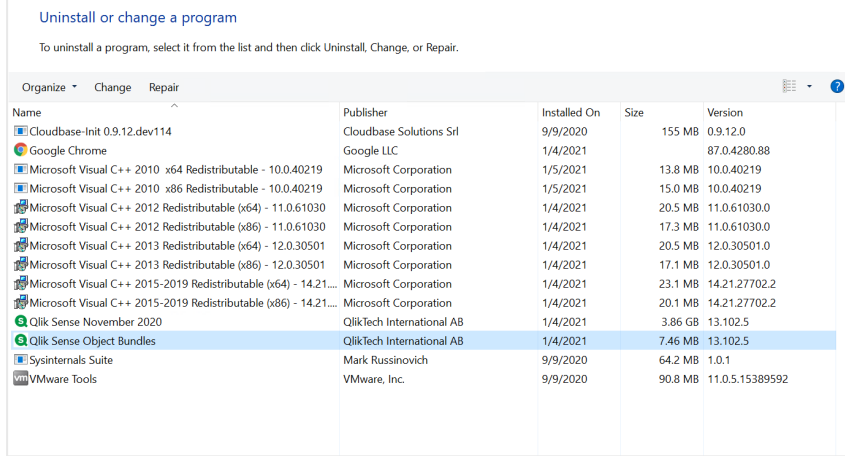 Uninstall or change a program
To uninstall a program, select it from the list and then click Uninstall, Change, or Repair.
Organize Change Repair ?
Name Publisher Installed On Size Version
Cloudbase-Init 0.9.12.dev114 Cloudbase Solutions Srl 9/9/2020 155 MB 0.9.12.0
Google Chrome Google LLC 1/4/2021 87.0.4280.88
Microsoft Visual C++ 2010 x64 Redistributable - 10.0.40219 Microsoft Corporation 1/5/2021 13.8 MB 10.0.40219
Microsoft Visual C++ 2010 x86 Redistributable - 10.0.40219 Microsoft Corporation 1/5/2021 15.0 MB 10.0.40219
Microsoft Visual C++ 2012 Redistributable (x64) - 11.0.61030 Microsoft Corporation 1/4/2021 20.5 MB 11.0.61030.0
Microsoft Visual C++ 2012 Redistributable (x86) - 11.0.61030 Microsoft Corporation 1/4/2021 17.3 MB 11.0.61030.0
Microsoft Visual C++ 2013 Redistributable (x64) - 12.0.30501 Microsoft Corporation 1/4/2021 20.5 MB 12.0.30501.0
Microsoft Visual C++ 2013 Redistributable (x86) - 12.0.30501 Microsoft Corporation 1/4/2021 17.1 MB 12.0.30501.0
Microsoft Visual C++ 2015-2019 Redistributable (x64) - 14.21.... Microsoft Corporation 1/4/2021 23.1 MB 14.21.27702.2
Microsoft Visual C++ 2015-2019 Redistributable (x86) - 14.21.... Microsoft Corporation 1/4/2021 20.1 MB 14.21.27702.2
Qlik Sense November 2020 QlikTech International AB 1/4/2021 3.86 GB 13.102.5
Qlik Sense Object Bundles QlikTech International AB 1/4/2021 7.46 MB 13.102.5
Sysinternals Suite Mark Russinovich 9/9/2020 64.2 MB 1.0.1
vm VMware Tools VMware, Inc. 9/9/2020 90.8 MB 11.0.5.15389592